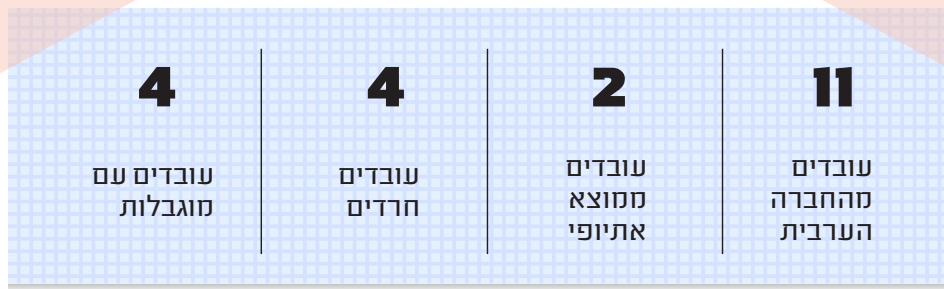 11
עובדים
מהחברה
הערבית
2
עובדים
ממוצא
אתיופי
4
עובדים
חרדים
4
עובדים עם
מוגבלות